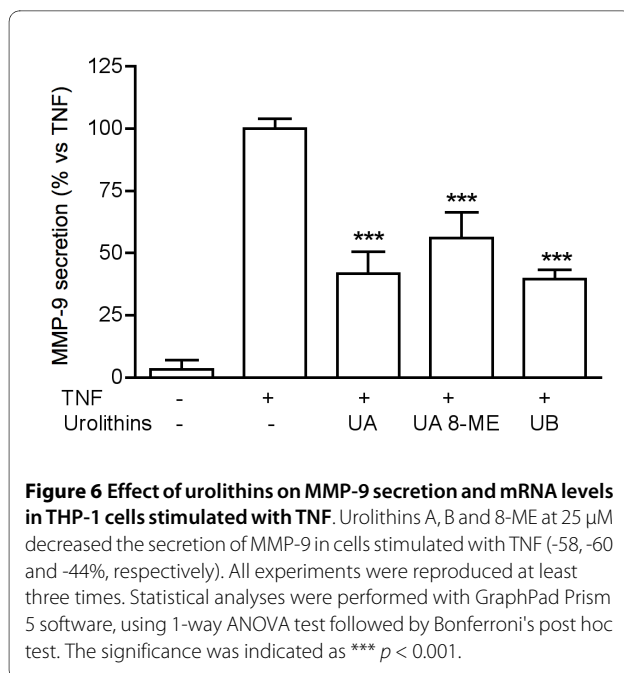 125
100
75
50
25
0
MMP-9 secretion (% vs TNF)
***
***
***
TNF - + + + +
Urolithins - - UA UA 8-ME UB
Figure 6 Effect of urolithins on MMP-9 secretion and mRNA levels
in THP-1 cells stimulated with TNF. Urolithins A, B and 8-ME at 25 μM
decreased the secretion of MMP-9 in cells stimulated with TNF (-58, -60
and -44%, respectively). All experiments were reproduced at least
three times. Statistical analyses were performed with GraphPad Prism
5 software, using 1-way ANOVA test followed by Bonferroni's post hoc
test. The significance was indicated as *** p < 0.001.